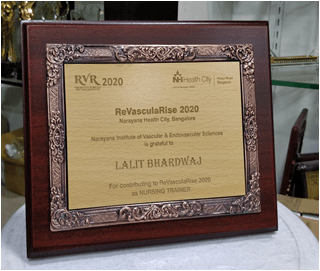 RVR 2020
NH Health City
ReVasculaRise 2020
Narayana Health City, Bangalore
Narayana Institute of Vascular & Endovascular Sciences
is grateful to
LALIT BHARDWAJ
For contributing to ReVasculaRise 2020
as NURSING TRAINER